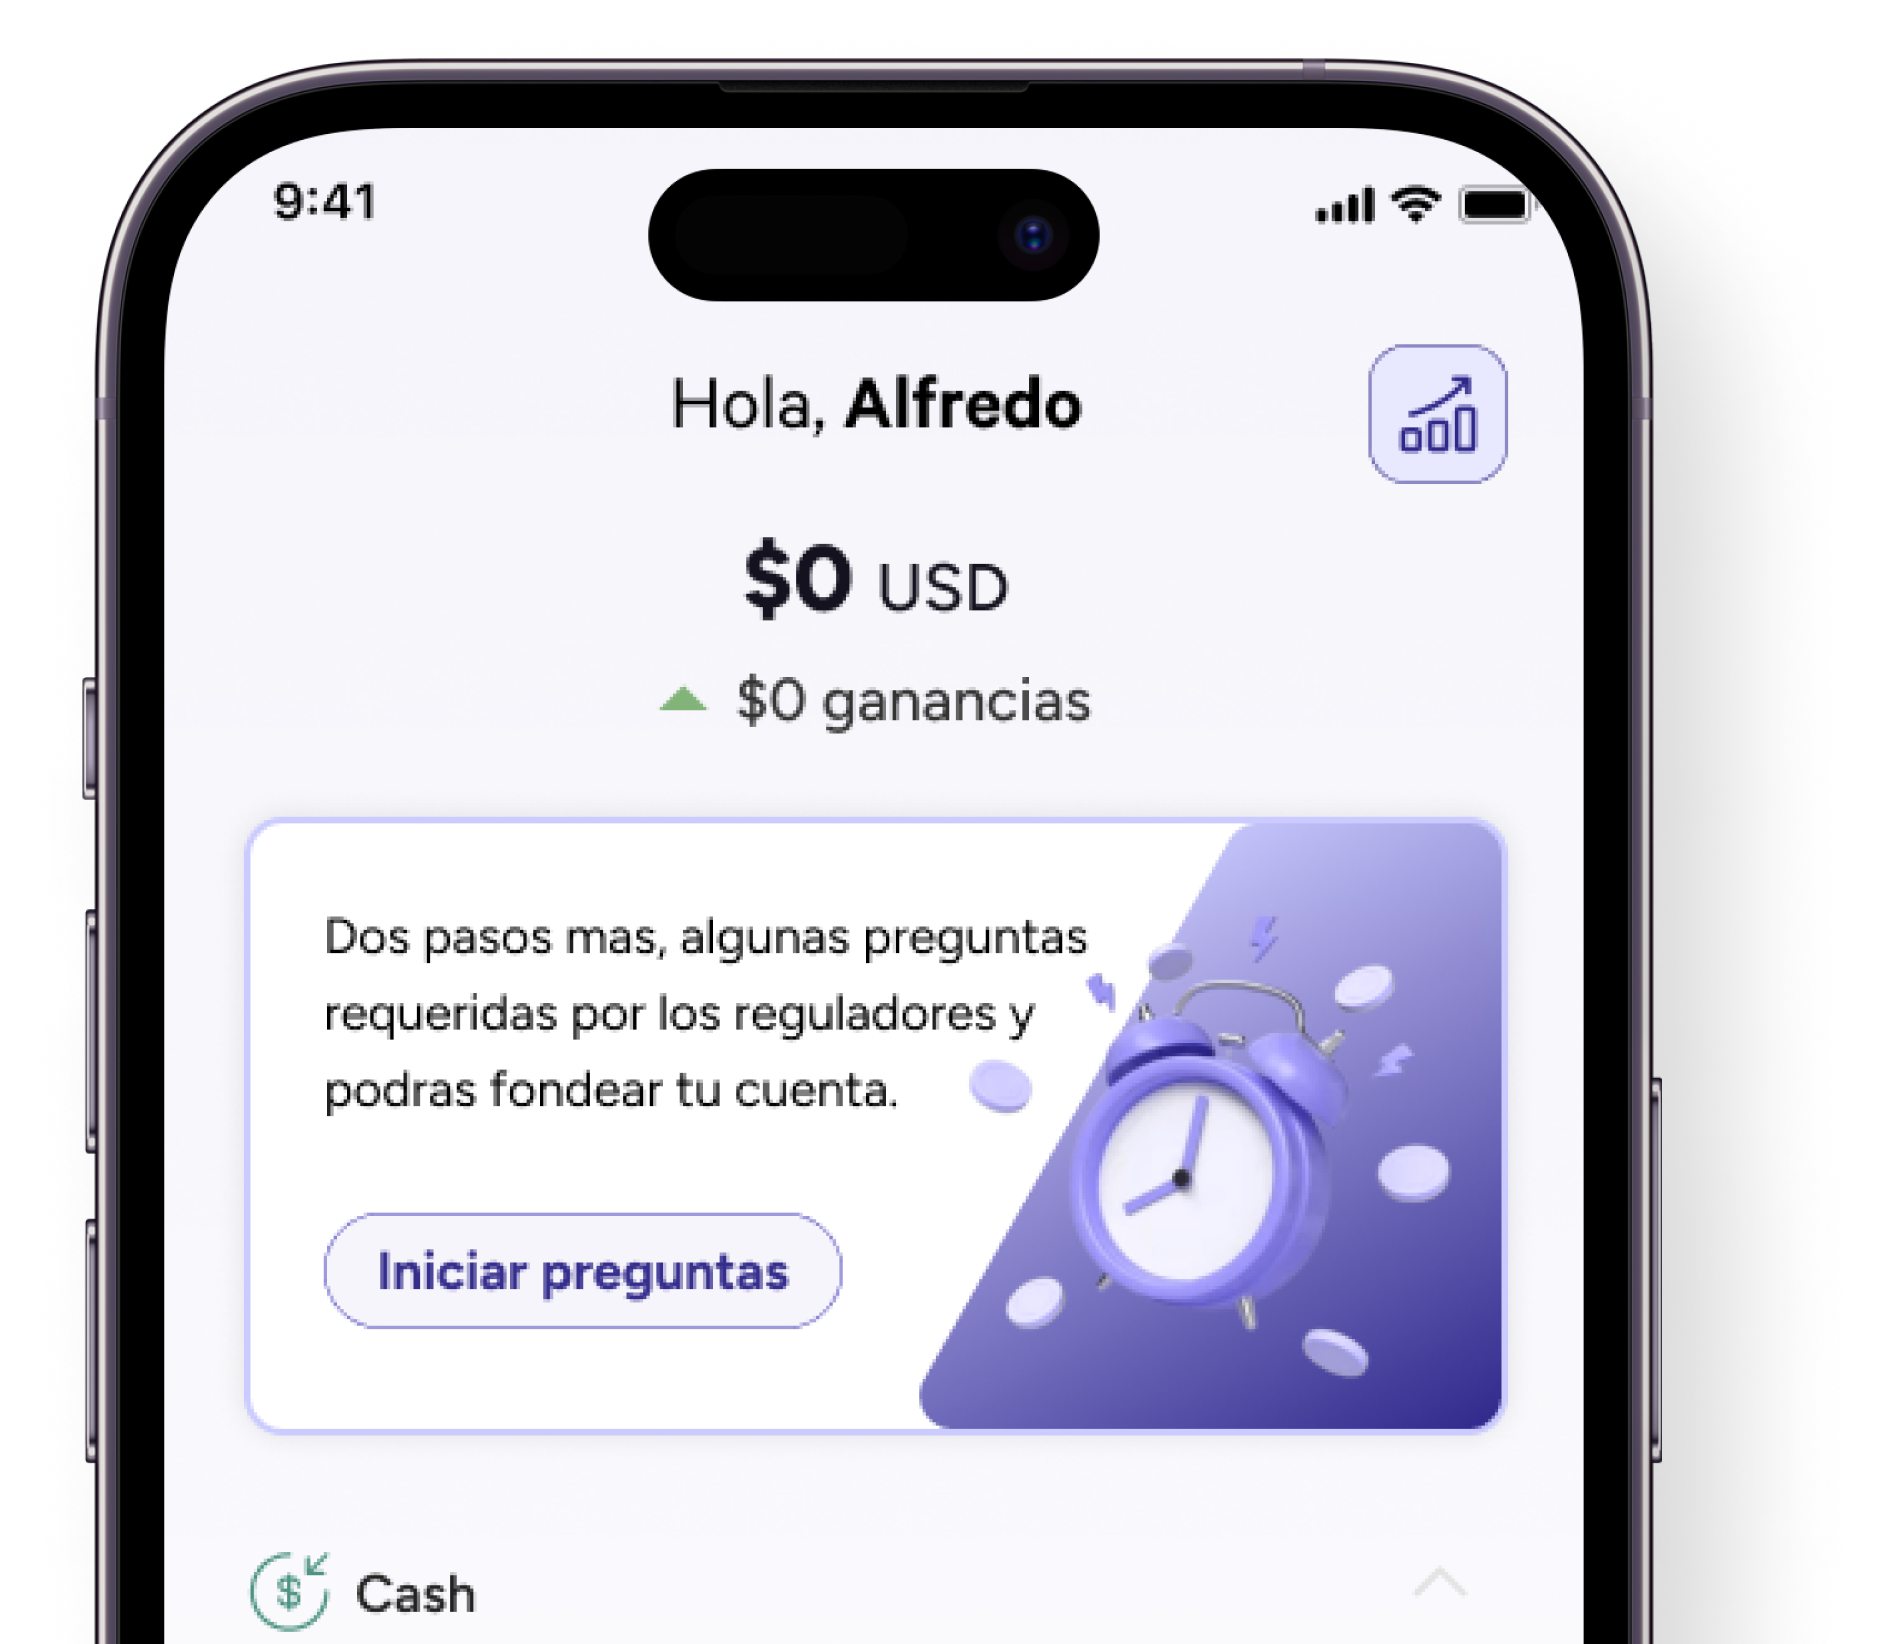 9:41
Hola, Alfredo
$0 USD
$0 ganancias
Dos pasos mas, algunas preguntas
requeridas por los reguladores y
podras fondear tu cuenta.
Iniciar preguntas
$ Cash